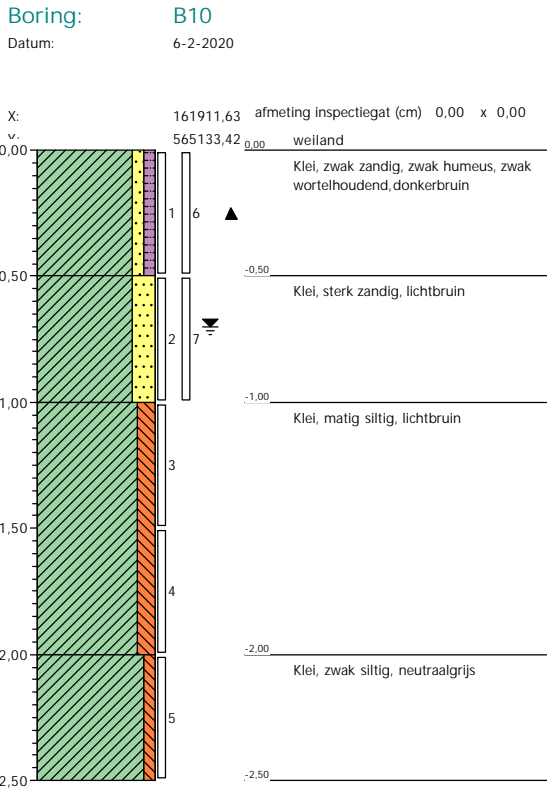 Boring: B10
Datum: 6-2-2020
X: 161911,63 afmeting inspectiegat (cm) 0,00 x 0,00
565133,42 weiland
0,00
0,00
Klei, zwak zandig, zwak humeus, zwak
wortelhoudend, donkerbruin
1 6
0,50
-0,50
Klei, sterk zandig, lichtbruin
2 7
1,00
-1,00
Klei, matig siltig, lichtbruin
3
1,50
4
2,00
-2,00
Klei, zwak siltig, neutraalgrijs
5
2,50
-2,50